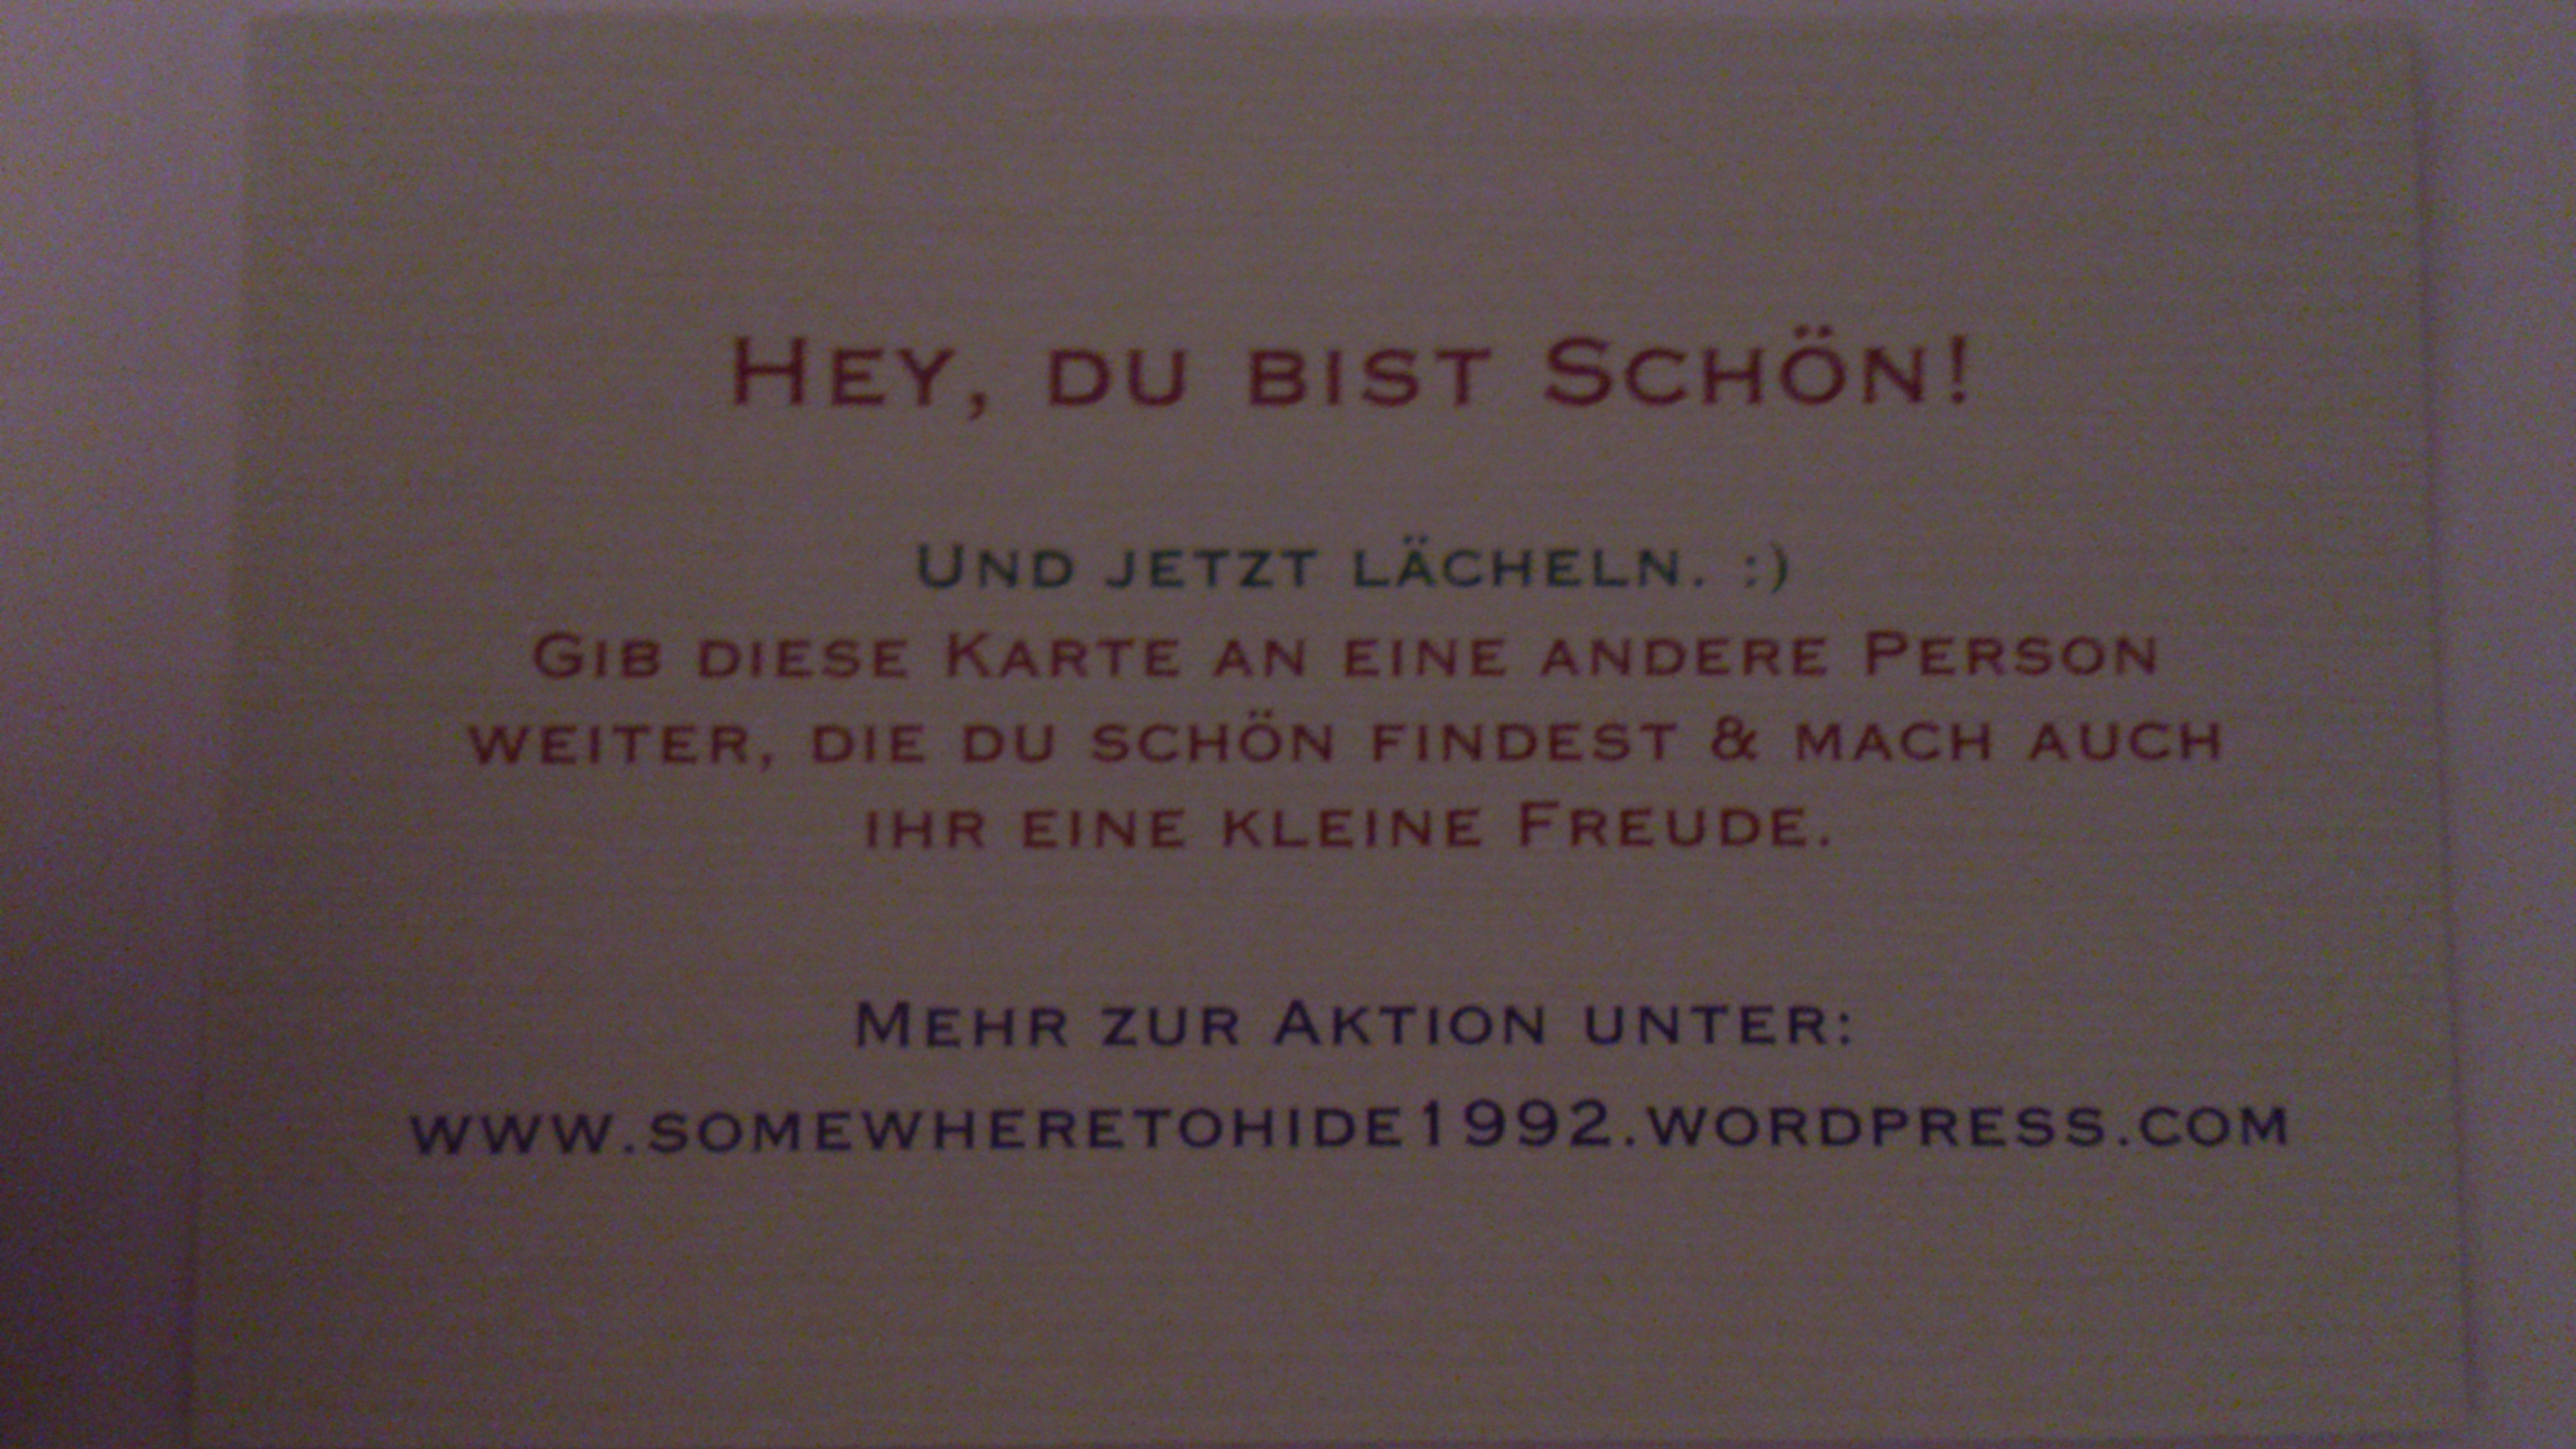 Hey, du bist Schön!
Und jetzt lächeln. :)
Gib diese Karte an eine andere Person
weiter, die du schön findest & mach auch
ihr eine kleine Freude.
Mehr zur Aktion unter:
www.somewheretohide1992.wordpress.com